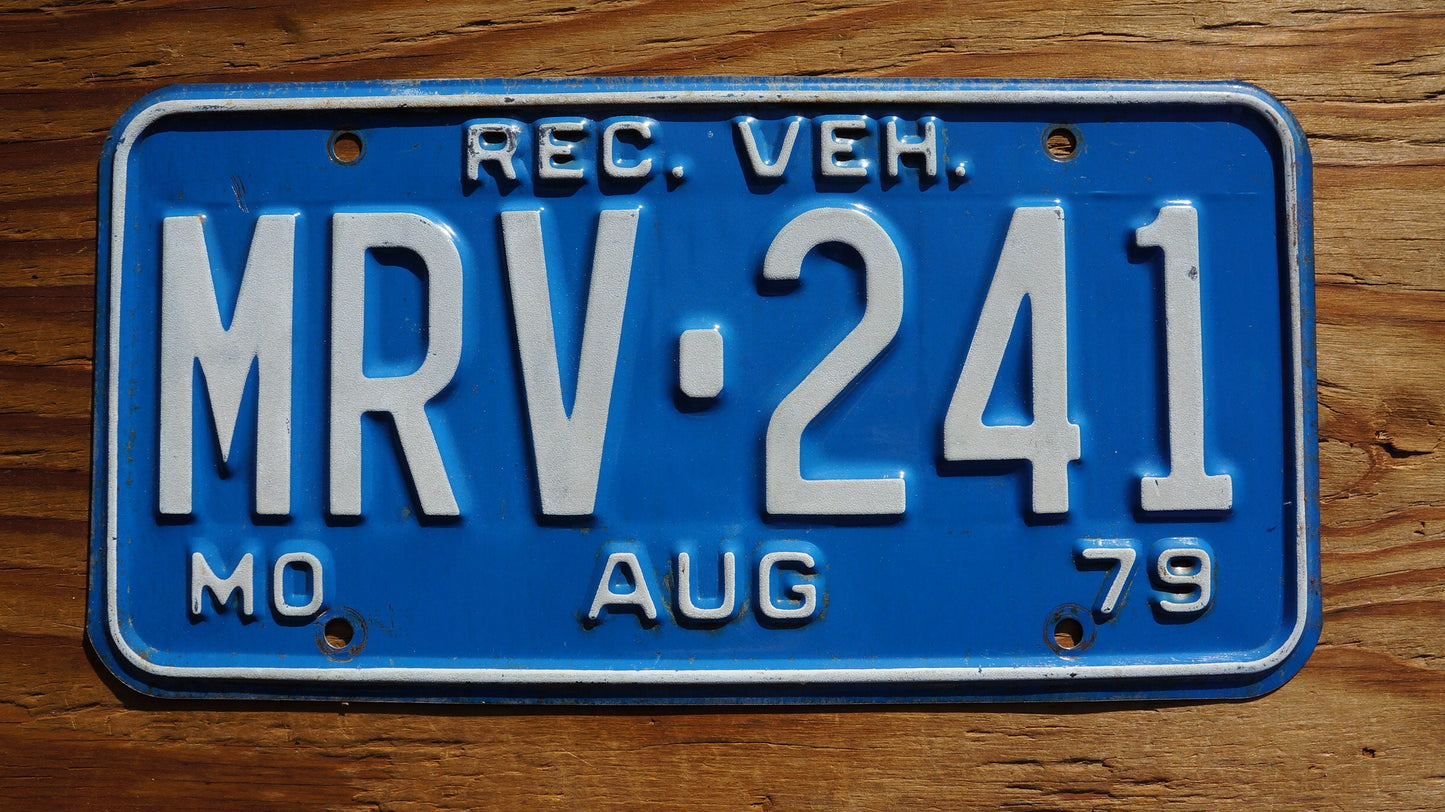 REC. VEH.
MRV·241
MO AUG 79